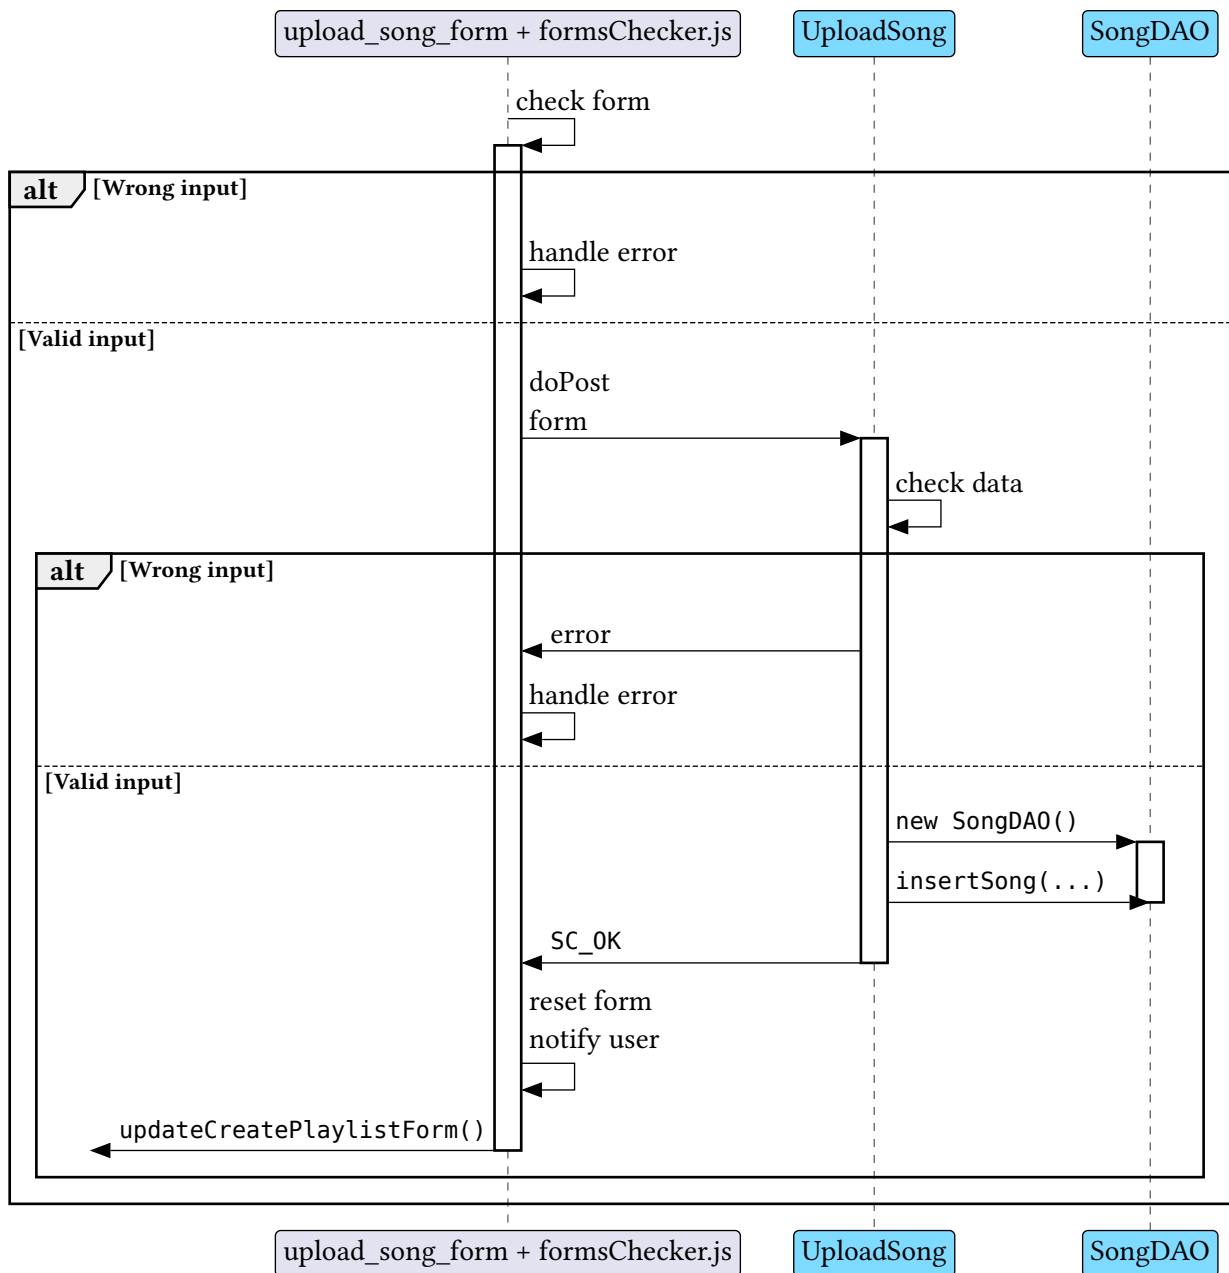 upload_song_form + formsChecker.js
UploadSong
SongDAO
check form
alt
[Wrong input]
handle error
[Valid input]
doPost
form
check data
alt
[Wrong input]
error
handle error
[Valid input]
new SongDAO()
insertSong(...)
SC_OK
reset form
notify user
updateCreatePlaylistForm()
upload_song_form + formsChecker.js
UploadSong
SongDAO